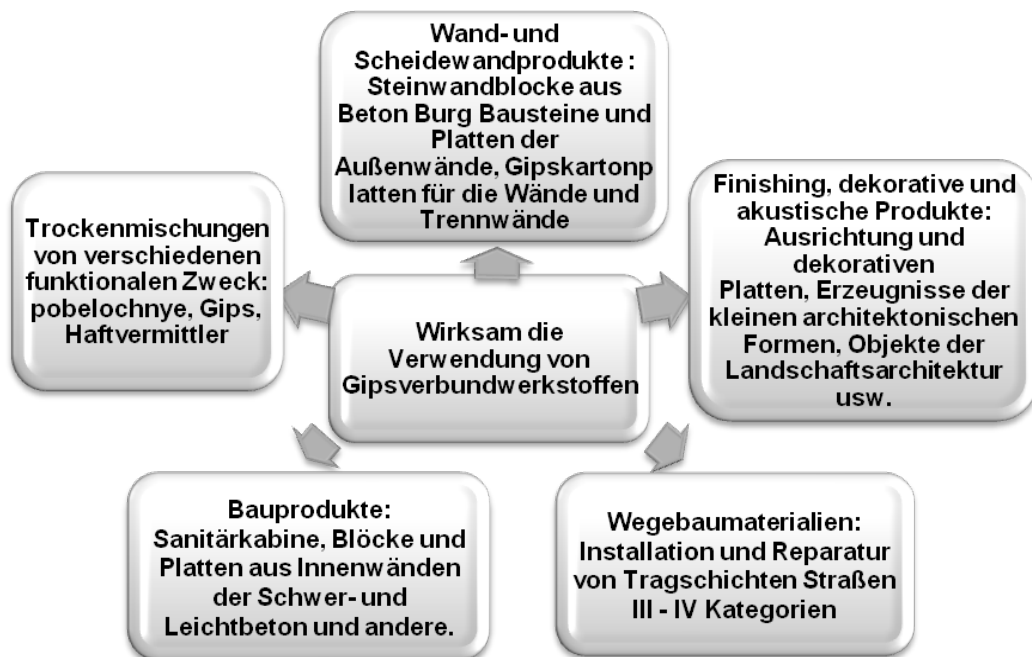 Wand- und
Scheidewandprodukte :
Steinwandblocke aus
Beton Burg Bausteine und
Platten der
Außenwände, Gipskartonp
latten für die Wände und
Trennwände
Trockenmischungen
von verschiedenen
funktionalen Zweck:
pobelochnye, Gips,
Haftvermittler
Finishing, dekorative und
akustische Produkte:
Ausrichtung und
dekorativen
Platten, Erzeugnisse der
kleinen architektonischen
Formen, Objekte der
Landschaftsarchitektur
usw.
Wirksam die
Verwendung von
Gipsverbundwerkstoffen
Bauprodukte:
Sanitärkabine, Blöcke und
Platten aus Innenwänden
der Schwer- und
Leichtbeton und andere.
Wegebaumaterialien:
Installation und Reparatur
von Tragschichten Straßen
III - IV Kategorien